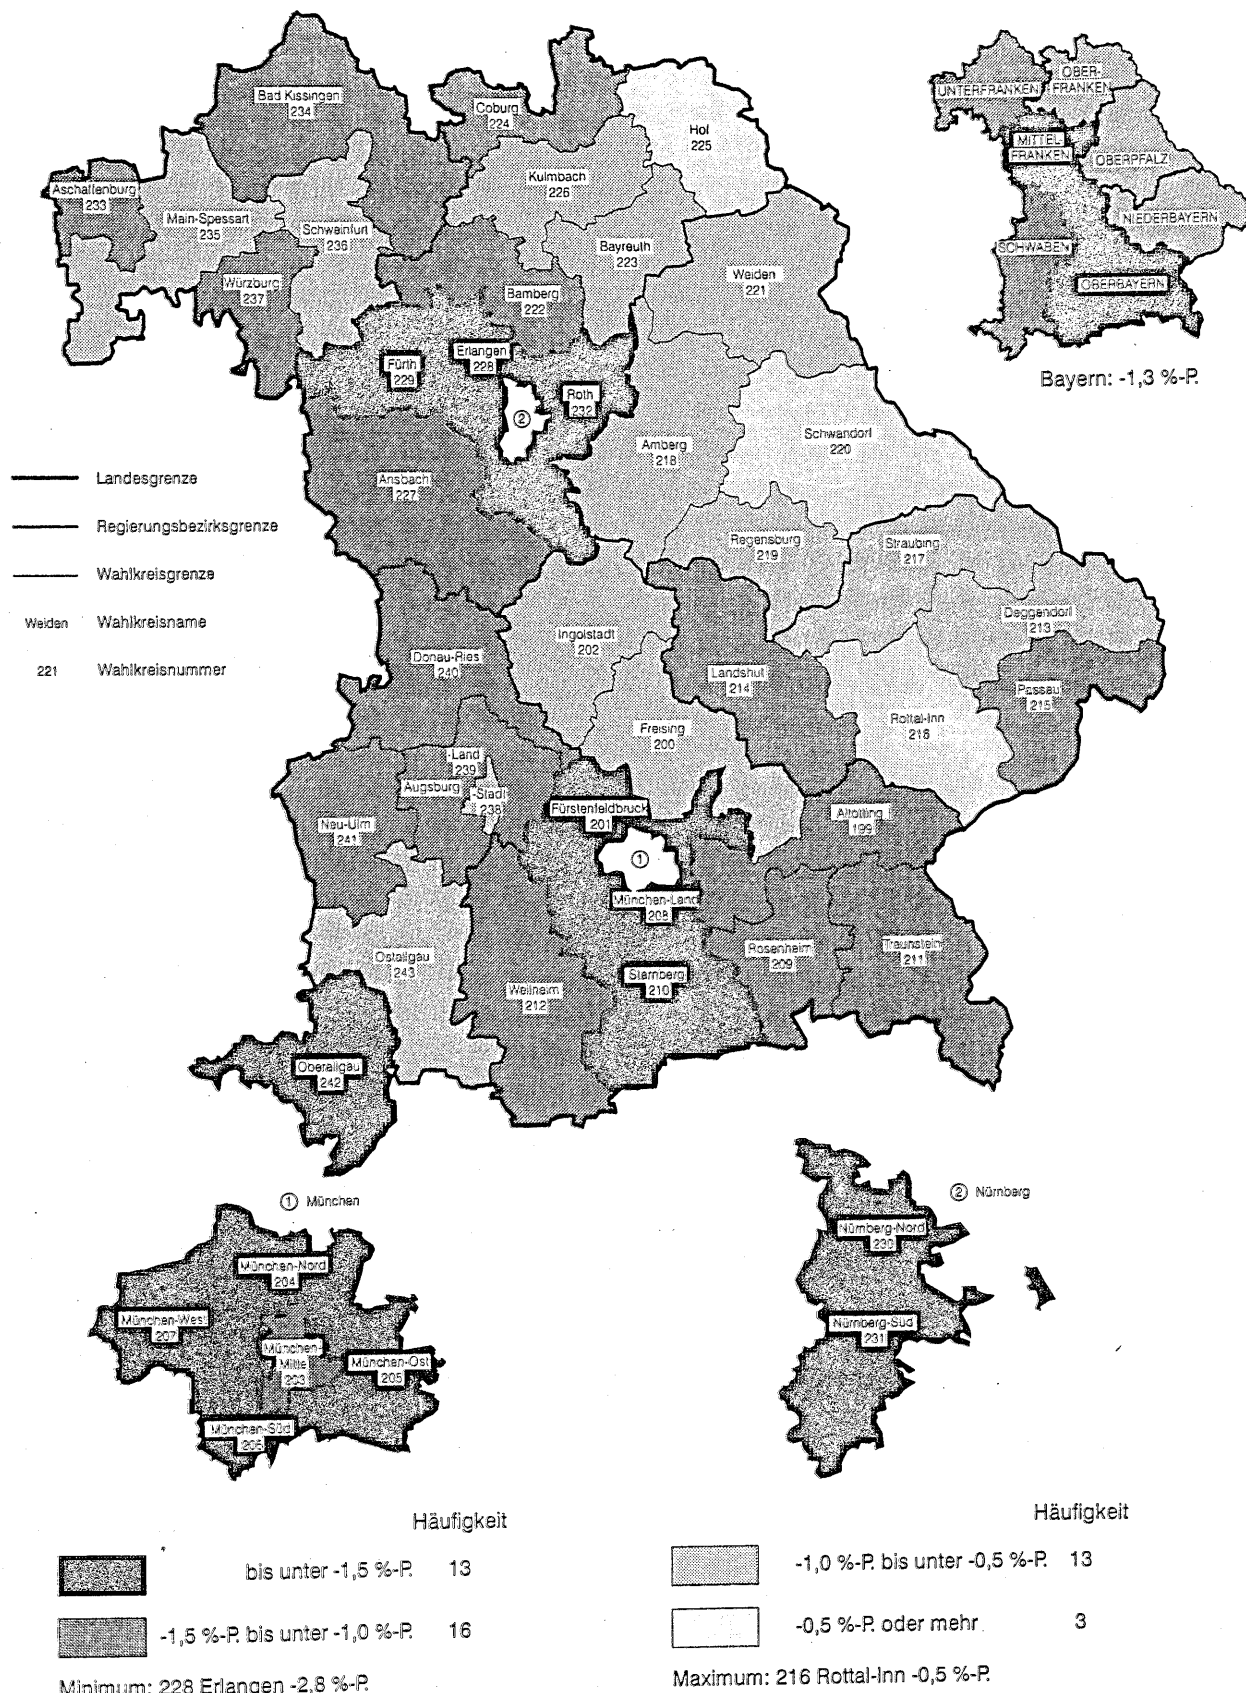 Bad Kissingen
234
Coburg
224
Hol
225
Aschaffenburg
233
Main-Spessart
235
Schweinfurt
236
Kulmbach
226
Würzburg
237
Bayreuth
223
Bamberg
222
Weiden
221
UNTERFRANKEN
OBER-
FRANKEN
MITTEL-
FRANKEN
OBERPFALZ
NIEDERBAYERN
SCHWABEN
OBERBAYERN
Bayern: -1,3 %-P.
Fürth
229
Erlangen
228
Roth
232
②
Amberg
218
Schwandorf
220
Ansbach
227
Regensburg
219
Straubing
217
Deggendorf
213
Landesgrenze
Regierungsbezirksgrenze
Wahlkreisgrenze
Weiden Wahlkreisname
221 Wahlkreisnummer
Ingolstadt
202
Donau-Ries
240
Landshut
214
Passau
215
Rottal-Inn
216
Freising
200
Augsburg
-Land
239
-Stadt
238
Neu-Ulm
241
Fürstenfeldbruck
201
Altötting
199
①
München-Land
208
Ostallgäu
243
Weilheim
212
Starnberg
210
Rosenheim
209
Traunstein
211
Oberallgäu
242
① München
München-Nord
204
München-West
207
München-
Mitte
203
München-Ost
205
München-Süd
206
② Nürnberg
Nürnberg-Nord
230
Nürnberg-Süd
231
Häufigkeit
bis unter -1,5 %-P. 13
-1,5 %-P. bis unter -1,0 %-P. 16
Minimum: 228 Erlangen -2,8 %-P.
Häufigkeit
-1,0 %-P. bis unter -0,5 %-P. 13
-0,5 %-P. oder mehr 3
Maximum: 216 Rottal-Inn -0,5 %-P.